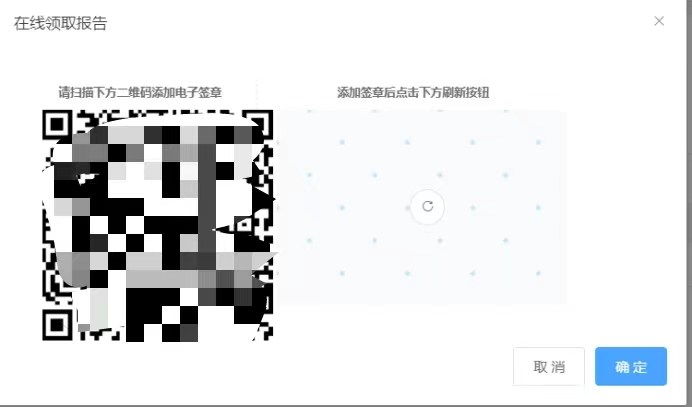 在线领取报告
请扫描下方二维码添加电子签章
添加签章后点击下方刷新按钮
取消
确定